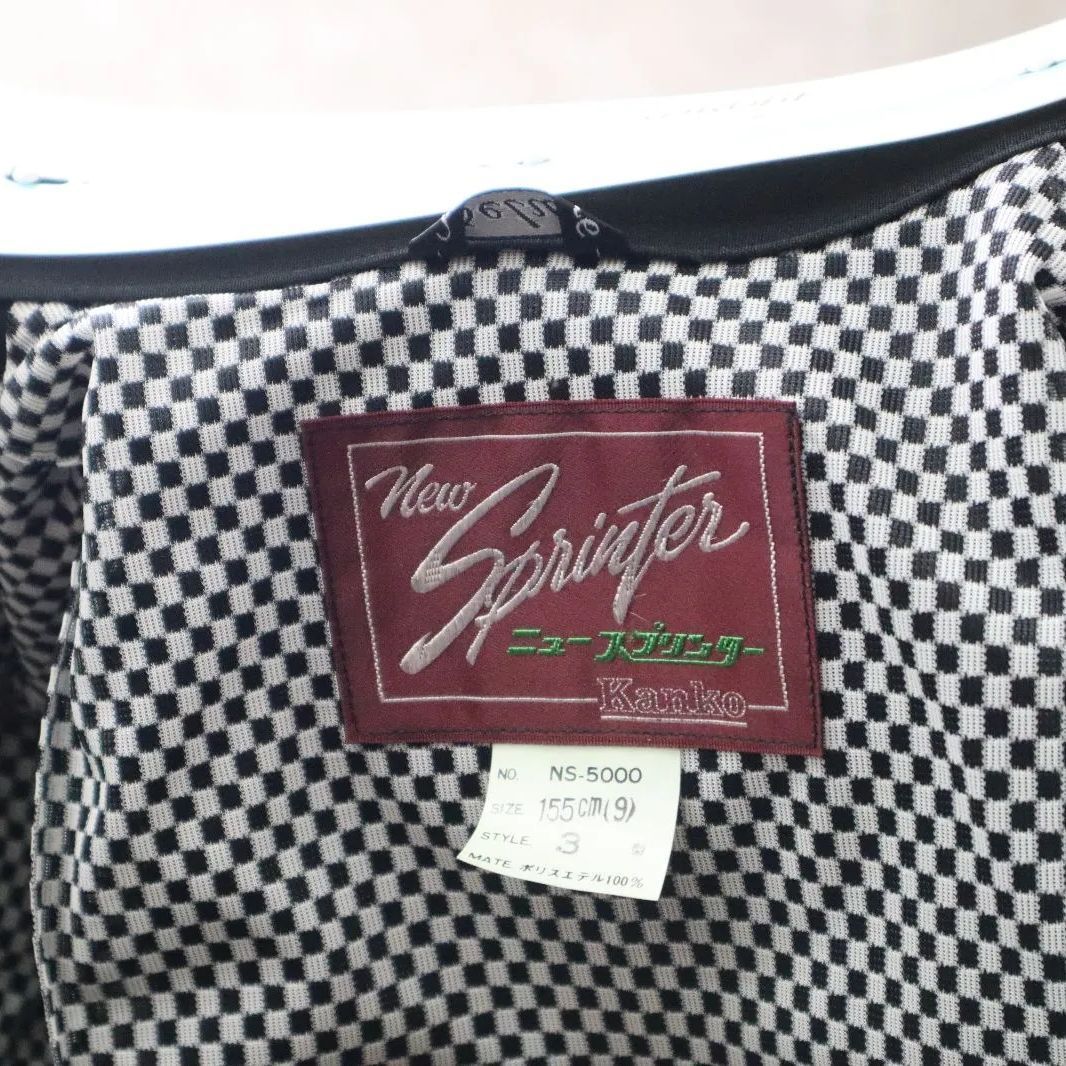 New
Sprinter
ニュースプリンター
Kanko
NO. NS-5000
SIZE 155cm(9)
STYLE. 3 型
MATE. ポリエステル100%